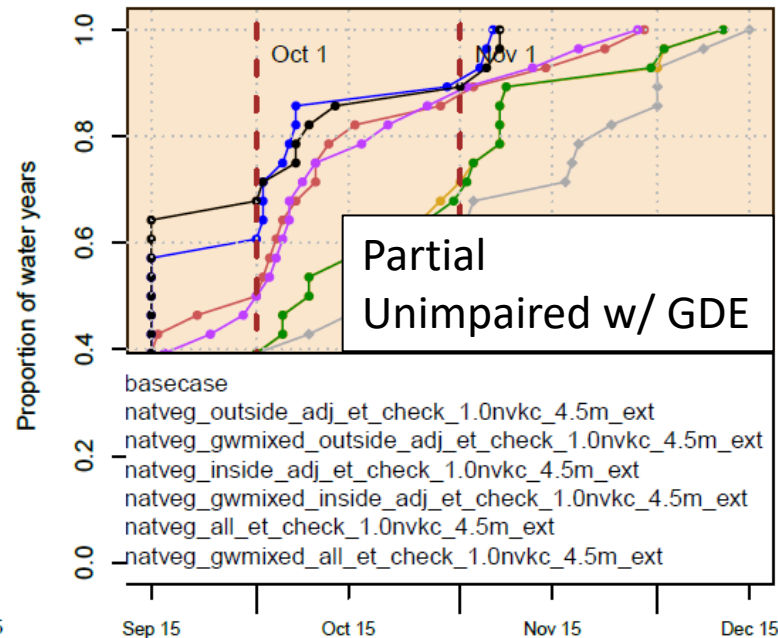 Proportion of water years
1.0
0.8
0.6
0.4
0.2
0.0
Oct 1
Nov 1
Partial
Unimpaired w/ GDE
basecase
natveg_outside_adj_et_check_1.0nvkc_4.5m_ext
natveg_gwmixed_outside_adj_et_check_1.0nvkc_4.5m_ext
natveg_inside_adj_et_check_1.0nvkc_4.5m_ext
natveg_gwmixed_inside_adj_et_check_1.0nvkc_4.5m_ext
natveg_all_et_check_1.0nvkc_4.5m_ext
natveg_gwmixed_all_et_check_1.0nvkc_4.5m_ext
5 Sep 15 Oct 15 Nov 15 Dec 15